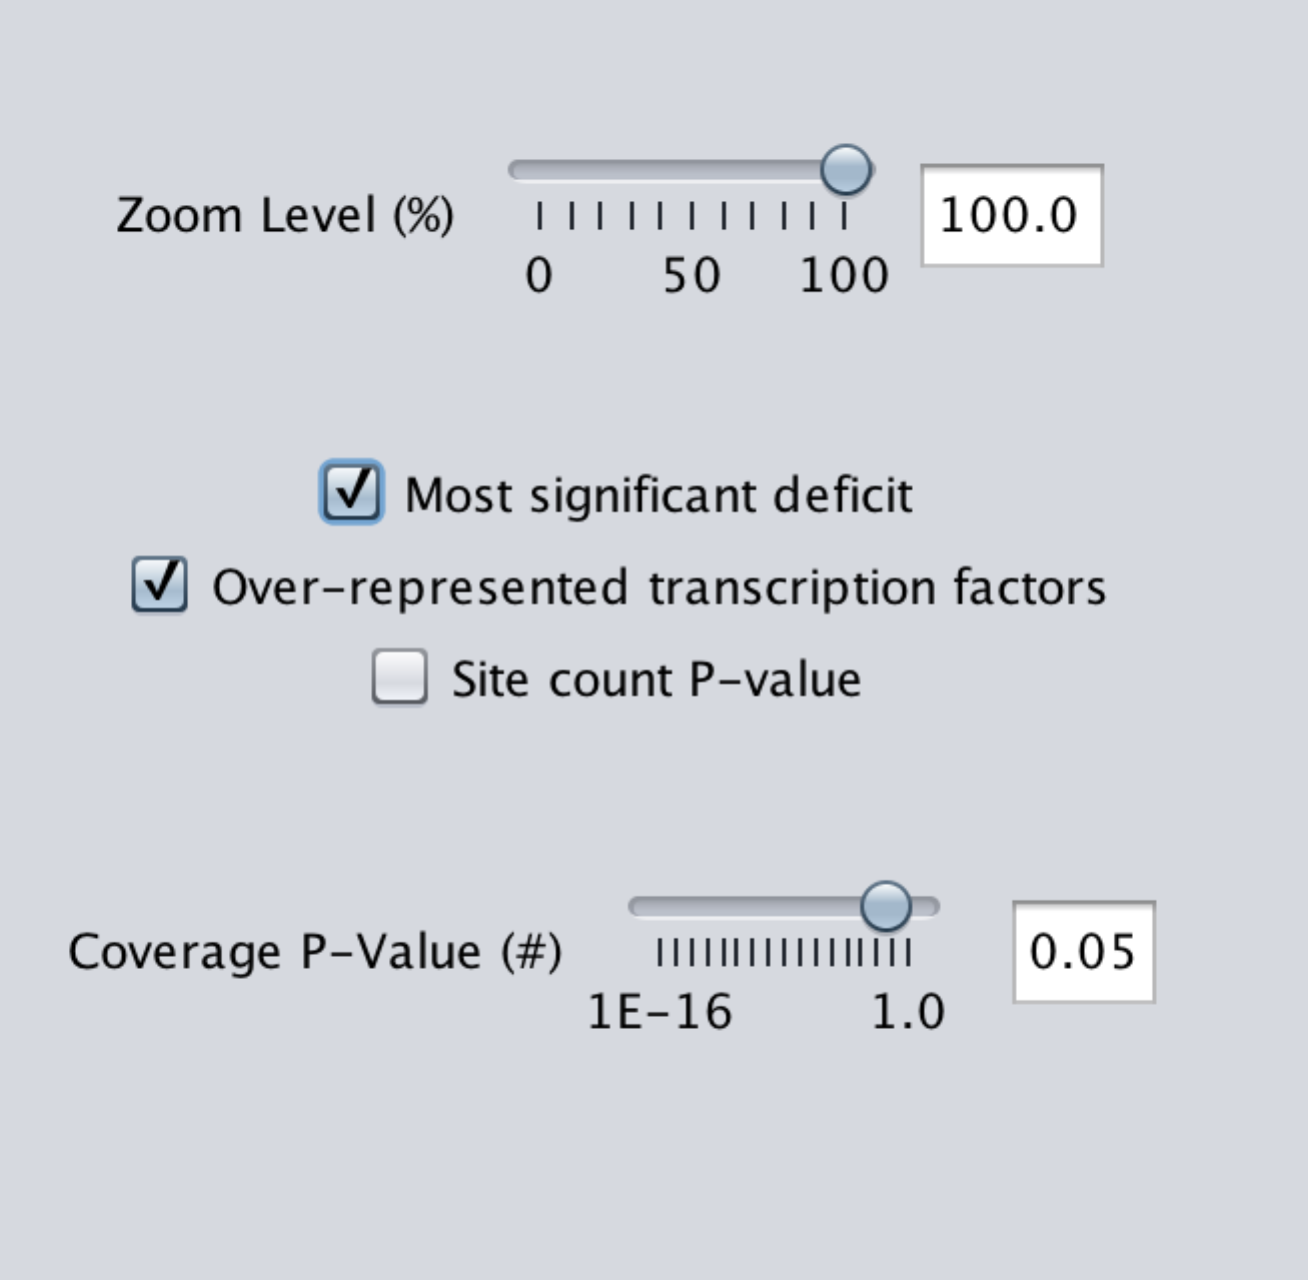 Zoom Level (%)
0 50 100
100.0
Most significant deficit
Over-represented transcription factors
Site count P-value
Coverage P-Value (#)
1E-16 1.0
0.05